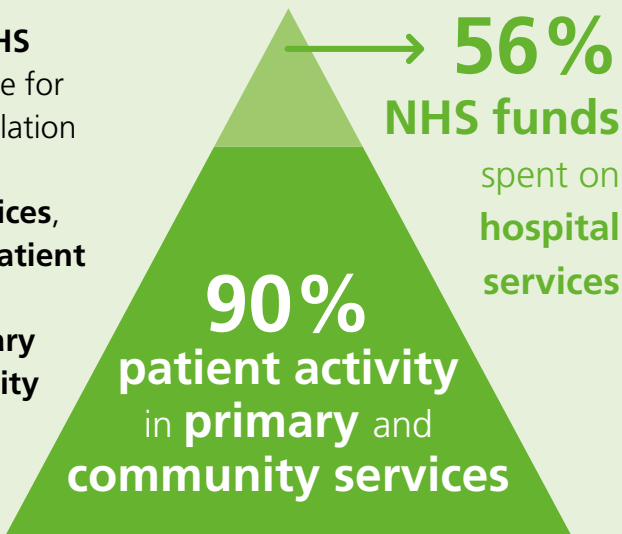 HS
e for
lation
ices,
atient
ary
ity
56%
NHS funds
spent on
hospital
services
90%
patient activity
in primary and
community services